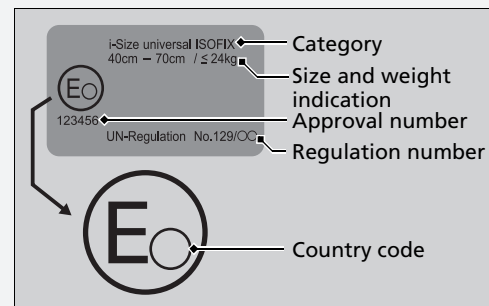 i-Size universal ISOFIX
40cm – 70cm / ≤ 24kg
E○
123456
UN-Regulation No.129/○○
Category
Size and weight
indication
Approval number
Regulation number
E○
Country code